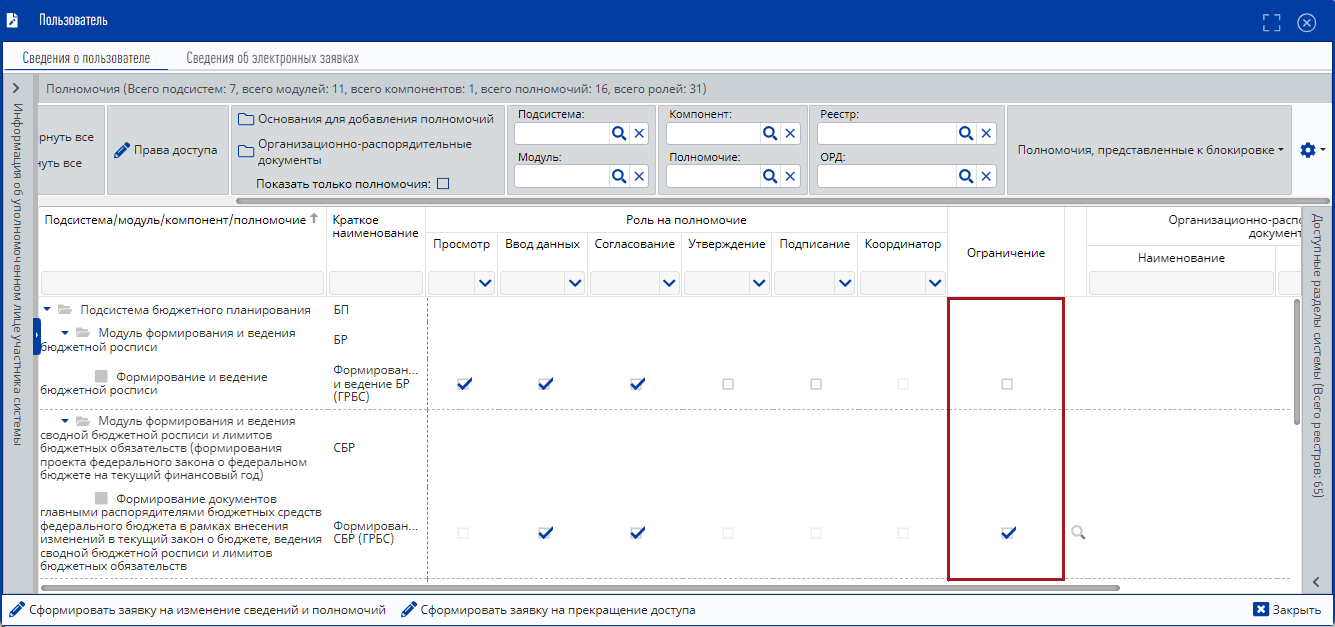 Пользователь
Сведения о пользователе
Сведения об электронных заявках
Полномочия (Всего подсистем: 7, всего модулей: 11, всего компонентов: 1, всего полномочий: 16, всего ролей: 31)
Информация об уполномоченном лице участника системы
рнуть все
нуть все
Права доступа
Основания для добавления полномочий
Организационно-распорядительные
документы
Показать только полномочия:
Подсистема:
Модуль:
Компонент:
Полномочие:
Реестр:
ОРД:
Полномочия, представленные к блокировке
Подсистема/модуль/компонент/полномочие
Краткое
наименование
Роль на полномочие
Просмотр
Ввод данных
Согласование
Утверждение
Подписание
Координатор
Ограничение
Организационно-распо
документ
Наименование
Доступные разделы системы (Всего реестров: 65)
Подсистема бюджетного планирования
БП
Модуль формирования и ведения
бюджетной росписи
БР
Формирование и ведение
бюджетной росписи
Формирован...
и ведение БР
(ГРБС)
Модуль формирования и ведения
сводной бюджетной росписи и лимитов
бюджетных обязательств (формирования
проекта федерального закона о федеральном
бюджете на текущий финансовый год)
СБР
Формирование документов
главными распорядителями бюджетных средств
федерального бюджета в рамках внесения
изменений в текущий закон о бюджете, ведения
сводной бюджетной росписи и лимитов
бюджетных обязательств
Формирован...
СБР (ГРБС)
Сформировать заявку на изменение сведений и полномочий
Сформировать заявку на прекращение доступа
Закрыть